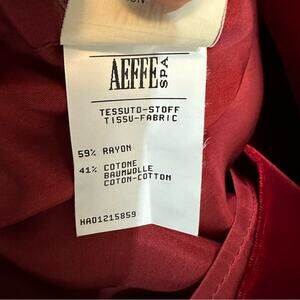 AEFFE SPA
TESSUTO-STOFF
TISSU-FABRIC
59% RAYON
41% COTONE
BAUMWOLLE
COTON-COTTON
HA01215859